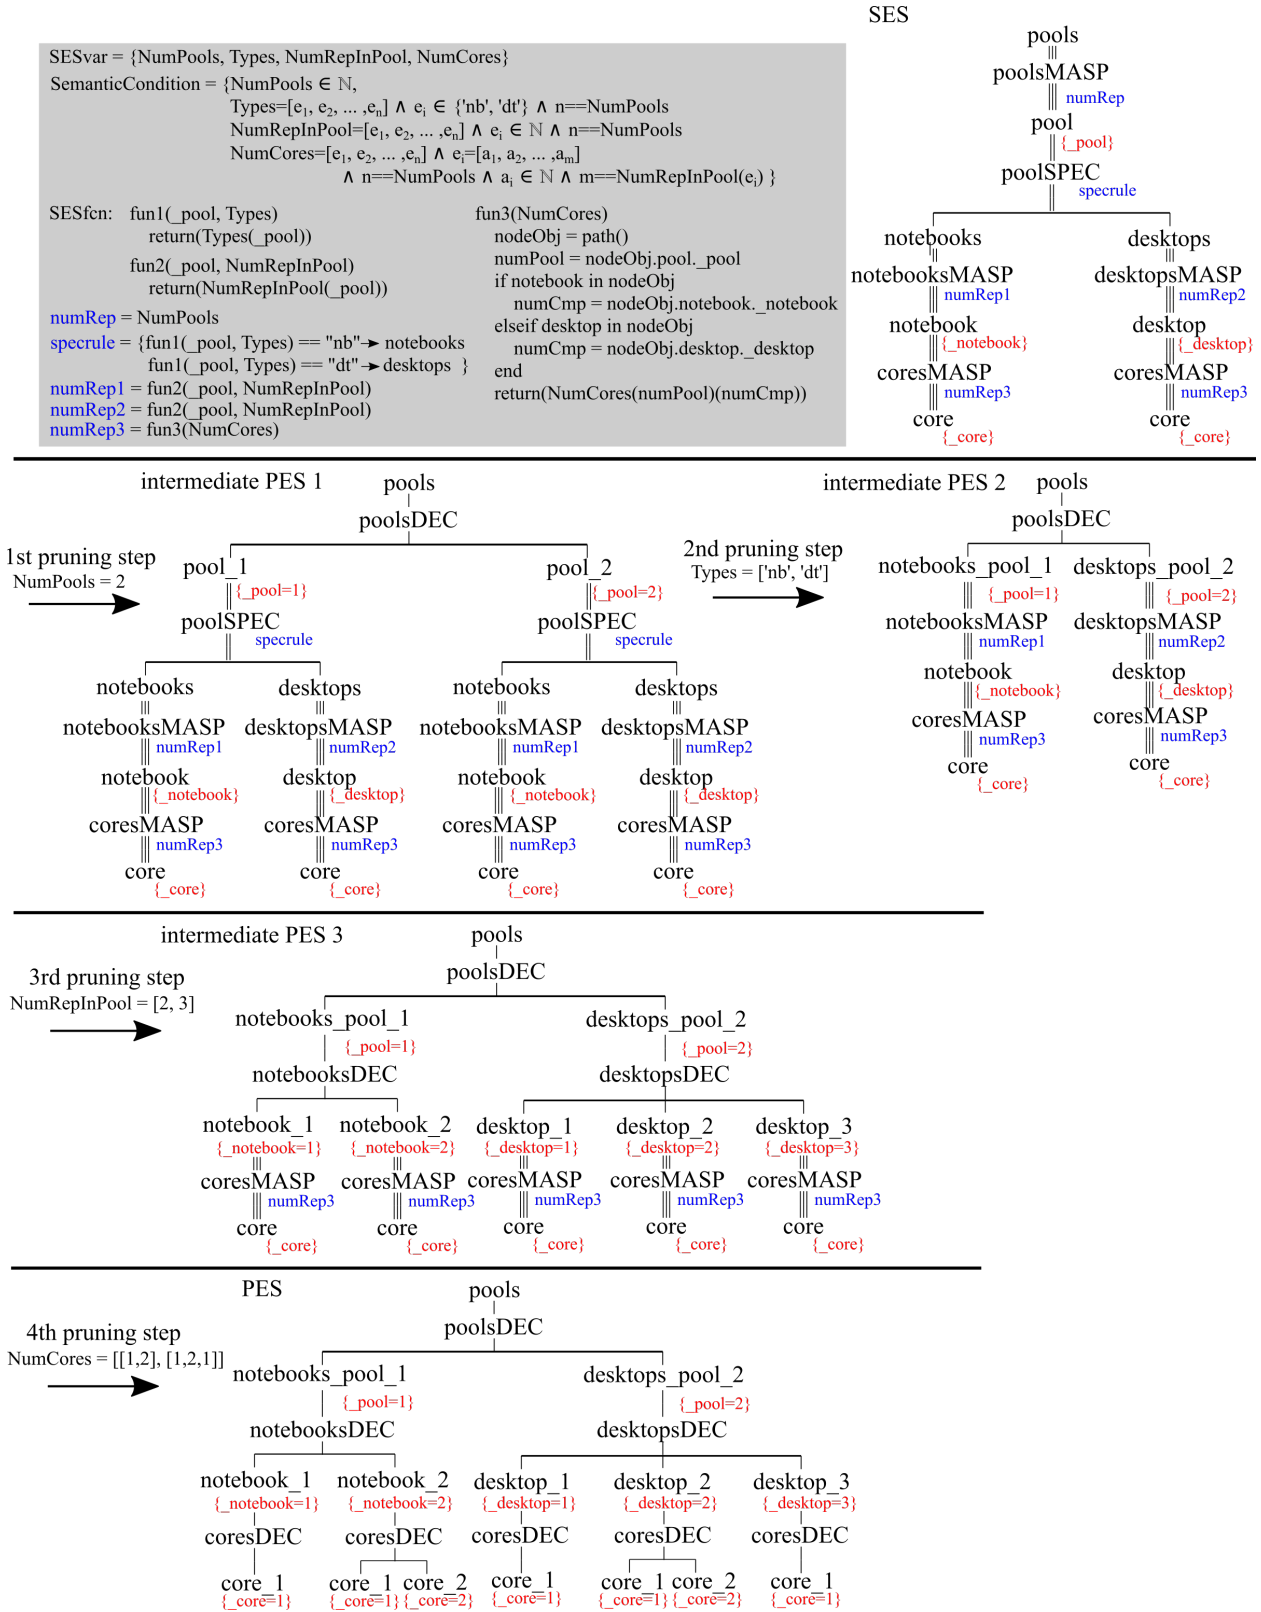 SES
SESvar = {NumPools, Types, NumRepInPool, NumCores}
SemanticCondition = {NumPools ∈ ℕ,
Types=[e1, e2, ... ,en] ∧ ei ∈ {'nb', 'dt'} ∧ n==NumPools
NumRepInPool=[e1, e2, ... ,en] ∧ ei ∈ ℕ ∧ n==NumPools
NumCores=[e1, e2, ... ,en] ∧ ei=[a1, a2, ... ,am]
∧ n==NumPools ∧ ai ∈ ℕ ∧ m==NumRepInPool(ei) }
SESfcn: fun1(_pool, Types)
return(Types(_pool))
fun2(_pool, NumRepInPool)
return(NumRepInPool(_pool))
numRep = NumPools
specrule = {fun1(_pool, Types) == "nb"→ notebooks
fun1(_pool, Types) == "dt"→ desktops }
numRep1 = fun2(_pool, NumRepInPool)
numRep2 = fun2(_pool, NumRepInPool)
numRep3 = fun3(NumCores)
fun3(NumCores)
nodeObj = path()
numPool = nodeObj.pool._pool
if notebook in nodeObj
numCmp = nodeObj.notebook._notebook
elseif desktop in nodeObj
numCmp = nodeObj.desktop._desktop
end
return(NumCores(numPool)(numCmp))
pools
poolsMASP
numRep
pool
{_pool}
poolSPEC
specrule
notebooks desktops
notebooksMASP desktopsMASP
numRep1 numRep2
notebook desktop
{_notebook} {_desktop}
coresMASP coresMASP
numRep3 numRep3
core core
{_core} {_core}
intermediate PES 1
1st pruning step
NumPools = 2
pools
poolsDEC
pool_1 pool_2
{_pool=1} {_pool=2}
poolSPEC poolSPEC
specrule specrule
notebooks desktops notebooks desktops
notebooksMASP desktopsMASP notebooksMASP desktopsMASP
numRep1 numRep2 numRep1 numRep2
notebook desktop notebook desktop
{_notebook} {_desktop} {_notebook} {_desktop}
coresMASP coresMASP coresMASP coresMASP
numRep3 numRep3 numRep3 numRep3
core core core core
{_core} {_core} {_core} {_core}
intermediate PES 2
2nd pruning step
Types = ['nb', 'dt']
pools
poolsDEC
notebooks_pool_1 desktops_pool_2
{_pool=1} {_pool=2}
notebooksMASP desktopsMASP
numRep1 numRep2
notebook desktop
{_notebook} {_desktop}
coresMASP coresMASP
numRep3 numRep3
core core
{_core} {_core}
intermediate PES 3
3rd pruning step
NumRepInPool = [2, 3]
pools
poolsDEC
notebooks_pool_1 desktops_pool_2
{_pool=1} {_pool=2}
notebooksDEC desktopsDEC
notebook_1 notebook_2 desktop_1 desktop_2 desktop_3
{_notebook=1} {_notebook=2} {_desktop=1} {_desktop=2} {_desktop=3}
coresMASP coresMASP coresMASP coresMASP coresMASP
numRep3 numRep3 numRep3 numRep3 numRep3
core core core core core
{_core} {_core} {_core} {_core} {_core}
PES
4th pruning step
NumCores = [[1,2], [1,2,1]]
pools
poolsDEC
notebooks_pool_1 desktops_pool_2
{_pool=1} {_pool=2}
notebooksDEC desktopsDEC
notebook_1 notebook_2 desktop_1 desktop_2 desktop_3
{_notebook=1} {_notebook=2} {_desktop=1} {_desktop=2} {_desktop=3}
coresDEC coresDEC coresDEC coresDEC coresDEC
core_1 core_1 core_2 core_1 core_1 core_2 core_1
{_core=1} {_core=1} {_core=2} {_core=1} {_core=1} {_core=2} {_core=1}